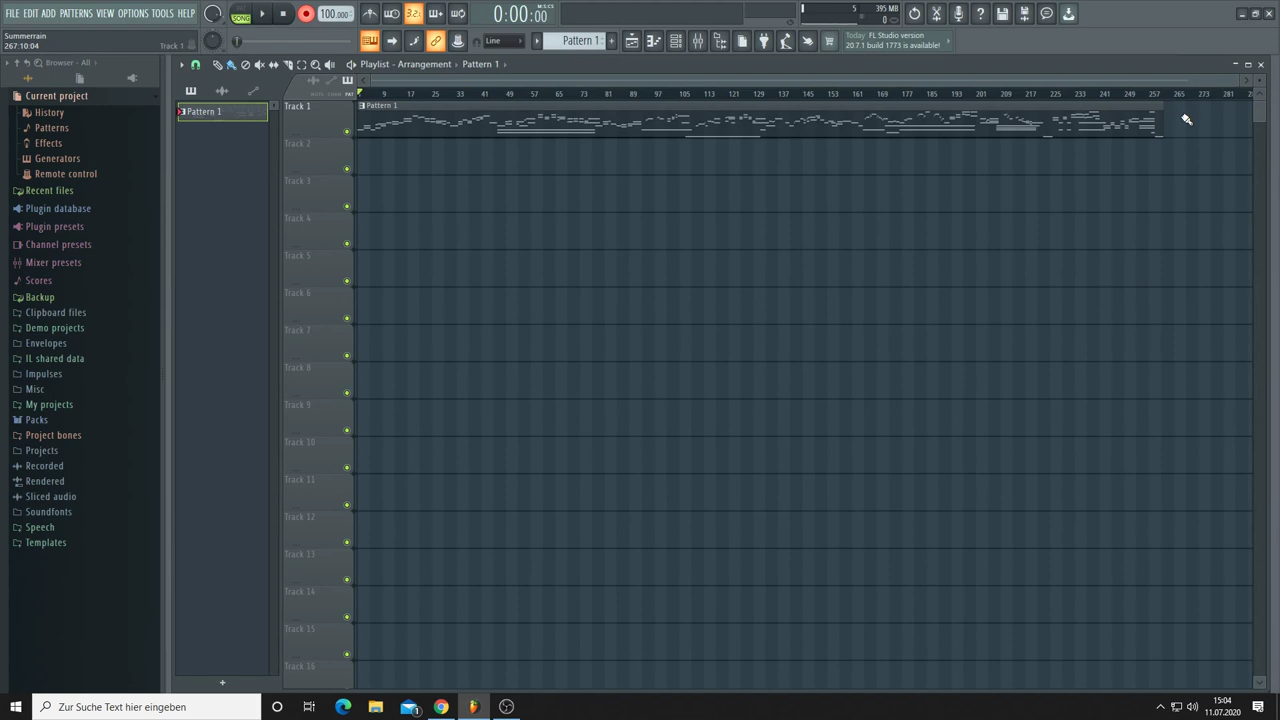 FILE EDIT ADD PATTERNS VIEW OPTIONS TOOLS HELP
PAT
SONG
100.000
3.2
0:00:00
M:S:CS
5
395 MB
0
Summerrain
267:10:04
Track 1
Line
Pattern 1
Today
FL Studio version
20.7.1 build 1773 is available!
Browser - All
Playlist - Arrangement
Pattern 1
Current project
History
Patterns
Effects
Generators
Remote control
Recent files
Plugin database
Plugin presets
Channel presets
Mixer presets
Scores
Backup
Clipboard files
Demo projects
Envelopes
IL shared data
Impulses
Misc
My projects
Packs
Project bones
Projects
Recorded
Rendered
Sliced audio
Soundfonts
Speech
Templates
Pattern 1
9 17 25 33 41 49 57 65 73 81 89 97 105 113 121 129 137 145 153 161 169 177 185 193 201 209 217 225 233 241 249 257 265 273 281
Track 1
Pattern 1
Track 2
Track 3
Track 4
Track 5
Track 6
Track 7
Track 8
Track 9
Track 10
Track 11
Track 12
Track 13
Track 14
Track 15
Track 16
Zur Suche Text hier eingeben
1
15:04
11.07.2020